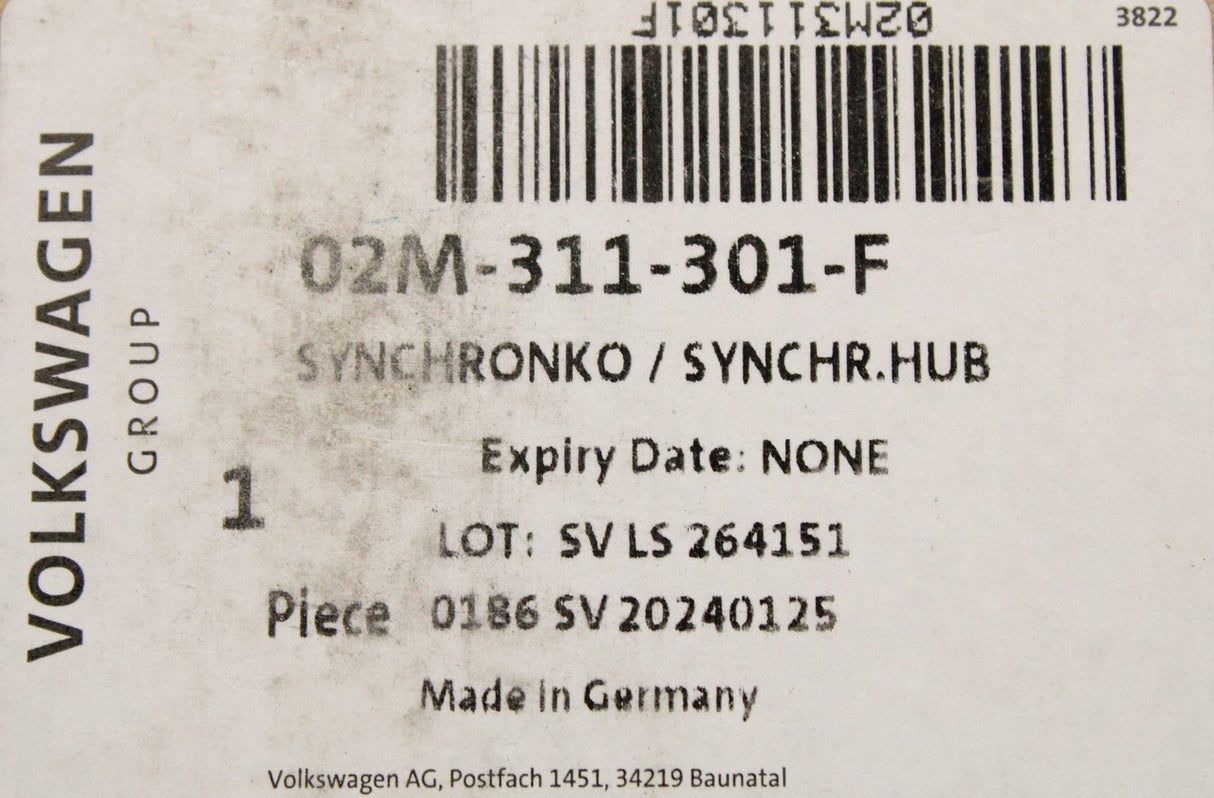 02M311301F
3822
VOLKSWAGEN
GROUP
02M-311-301-F
SYNCHRONKO / SYNCHR.HUB
Expiry Date: NONE
1
LOT: SV LS 264151
Piece 0186 SV 20240125
Made in Germany
Volkswagen AG, Postfach 1451, 34219 Baunatal